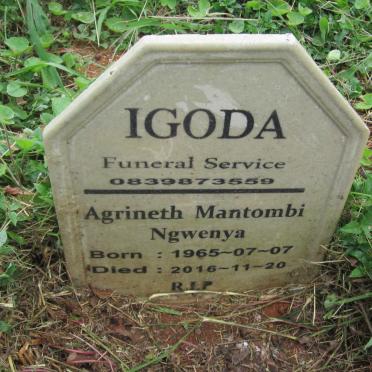 IGODA
Funeral Service
0839873559
Agrineth Mantombi
Ngwenya
Born : 1965~07~07
Died : 2016~11~20
R.I.P